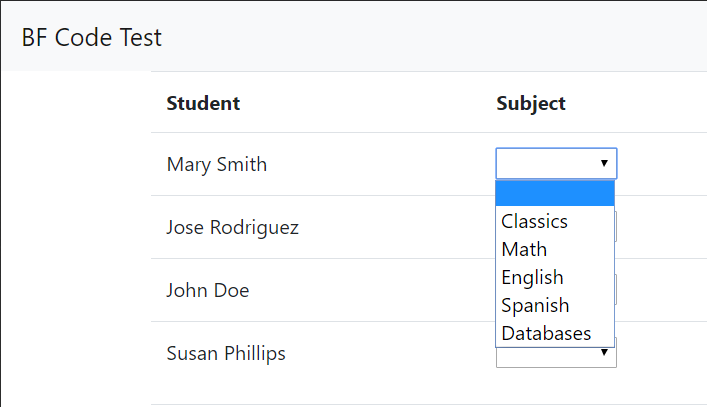 BF Code Test
Student Subject
Mary Smith
Classics
Jose Rodriguez
Math
English
John Doe
Spanish
Databases
Susan Phillips